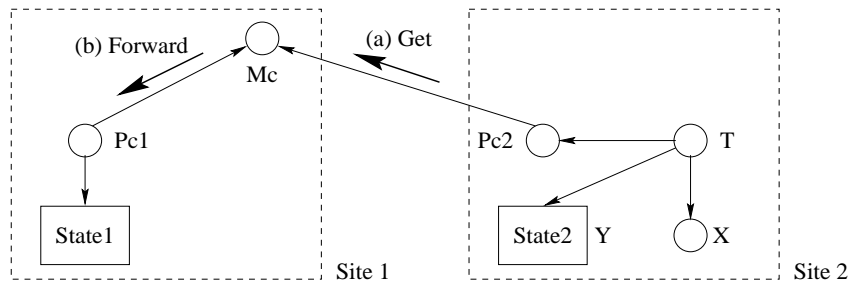 (b) Forward
(a) Get
Mc
Pc1
Pc2
T
State1
State2
Y
X
Site 1
Site 2